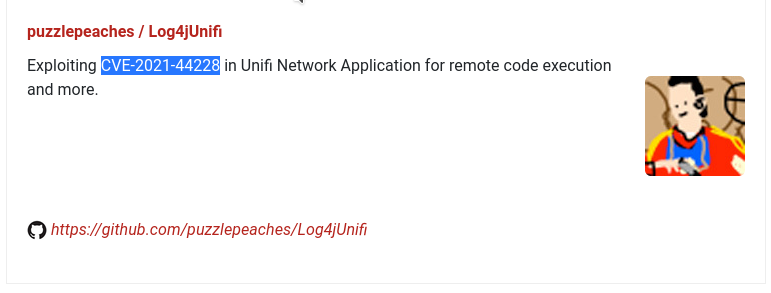 puzzlepeaches / Log4jUnifi
Exploiting CVE-2021-44228 in Unifi Network Application for remote code execution
and more.
https://github.com/puzzlepeaches/Log4jUnifi